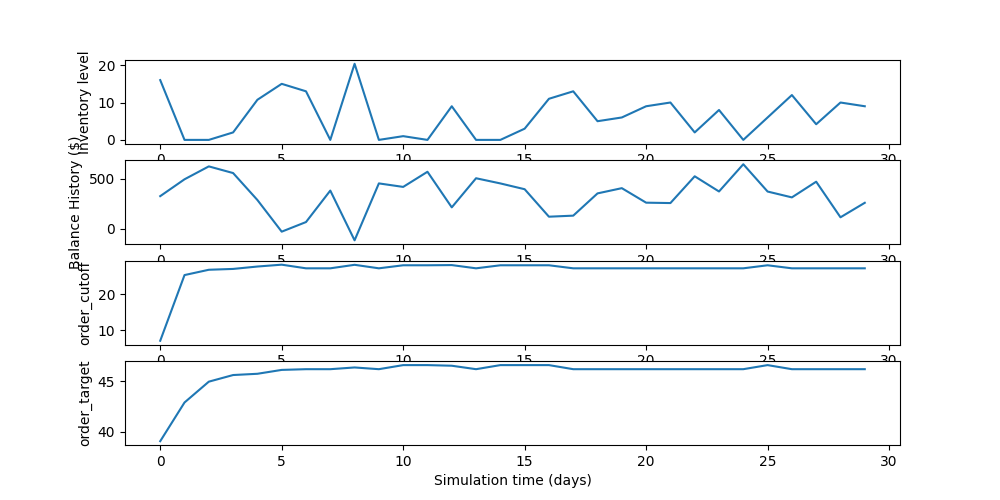 Inventory level
20
10
0
0 5 10 15 20 25 30
Balance History ($)
500
0
0 5 10 15 20 25 30
order_cutoff
20
10
0 5 10 15 20 25 30
order_target
45
40
0 5 10 15 20 25 30
Simulation time (days)